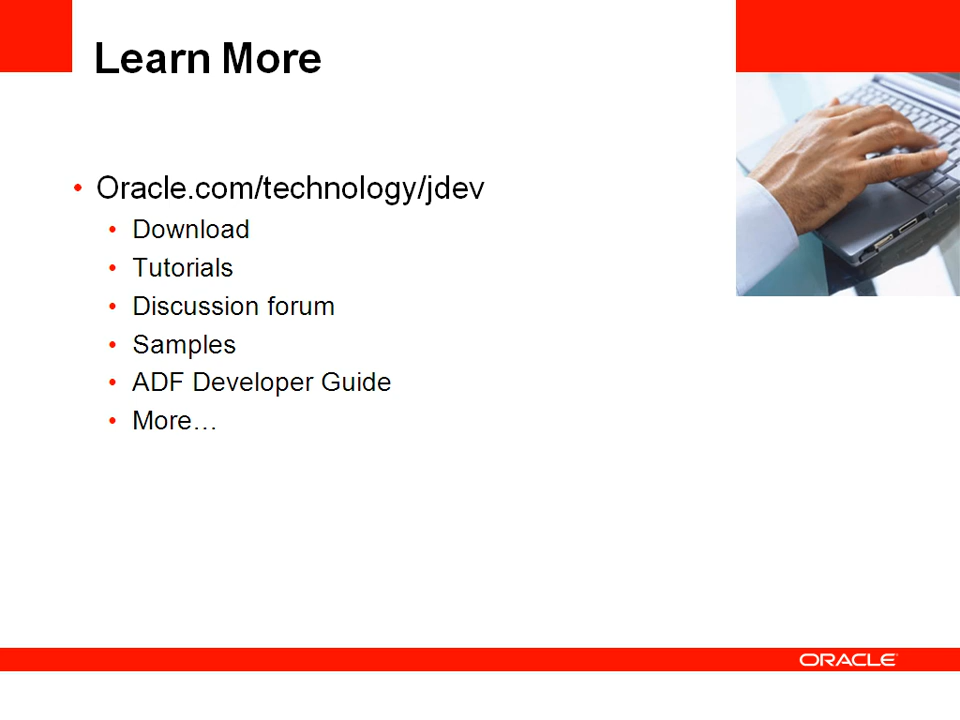 Learn More
• Oracle.com/technology/jdev
• Download
• Tutorials
• Discussion forum
• Samples
• ADF Developer Guide
• More…
ORACLE